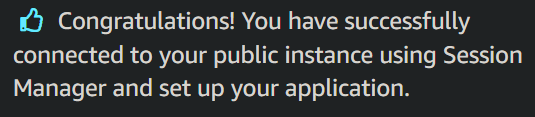 Congratulations! You have successfully
connected to your public instance using Session
Manager and set up your application.